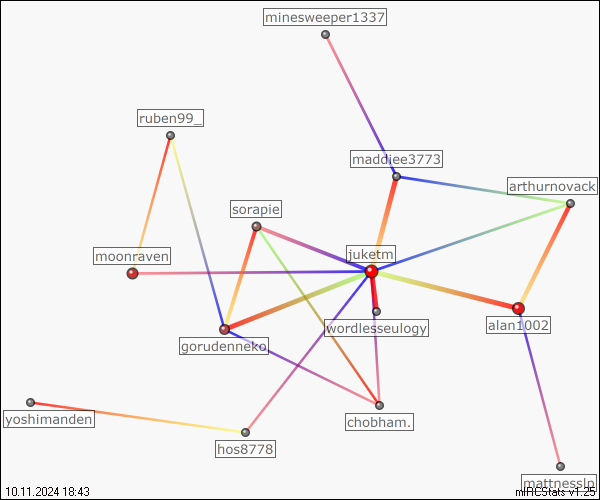 minesweeper1337
ruben99_
maddiee3773
arthurnovack
sorapie
moonraven
juketm
wordlesseulogy
alan1002
gorudenneko
yoshimanden
chobham.
hos8778
mattnesslp
10.11.2024 18:43
mIRCStats v1.25